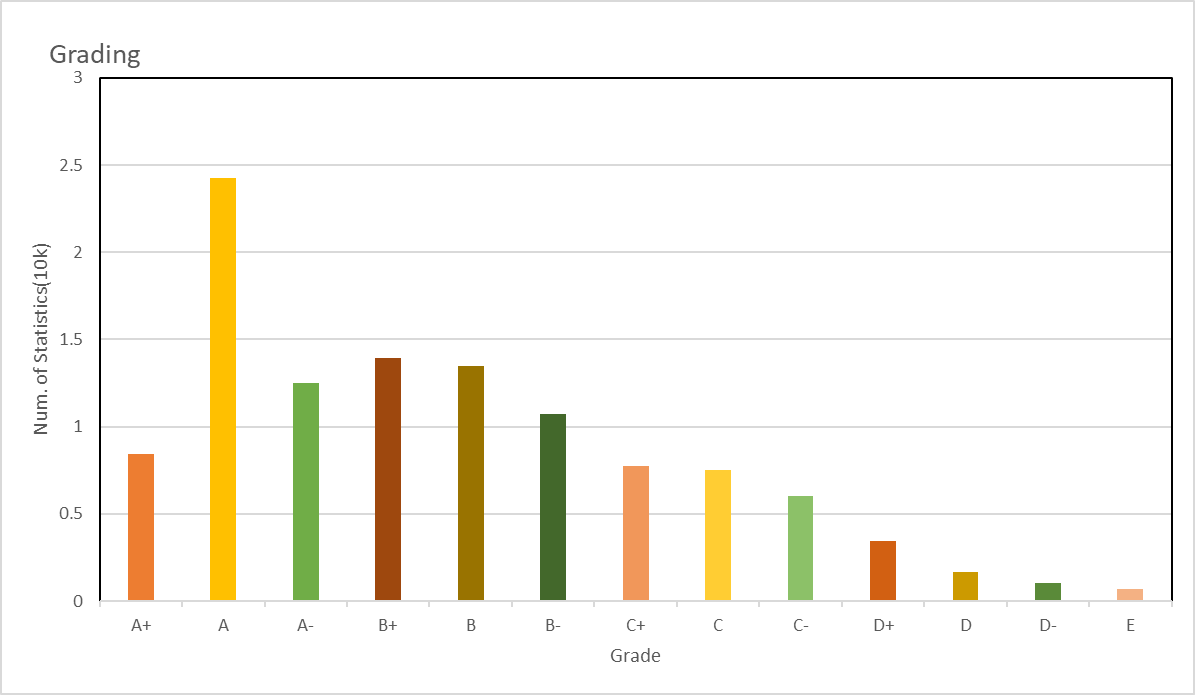 Grading
3
2.5
2
1.5
1
0.5
0
Num. of Statistics(10k)
A+ A A- B+ B B- C+ C C- D+ D D- E
Grade